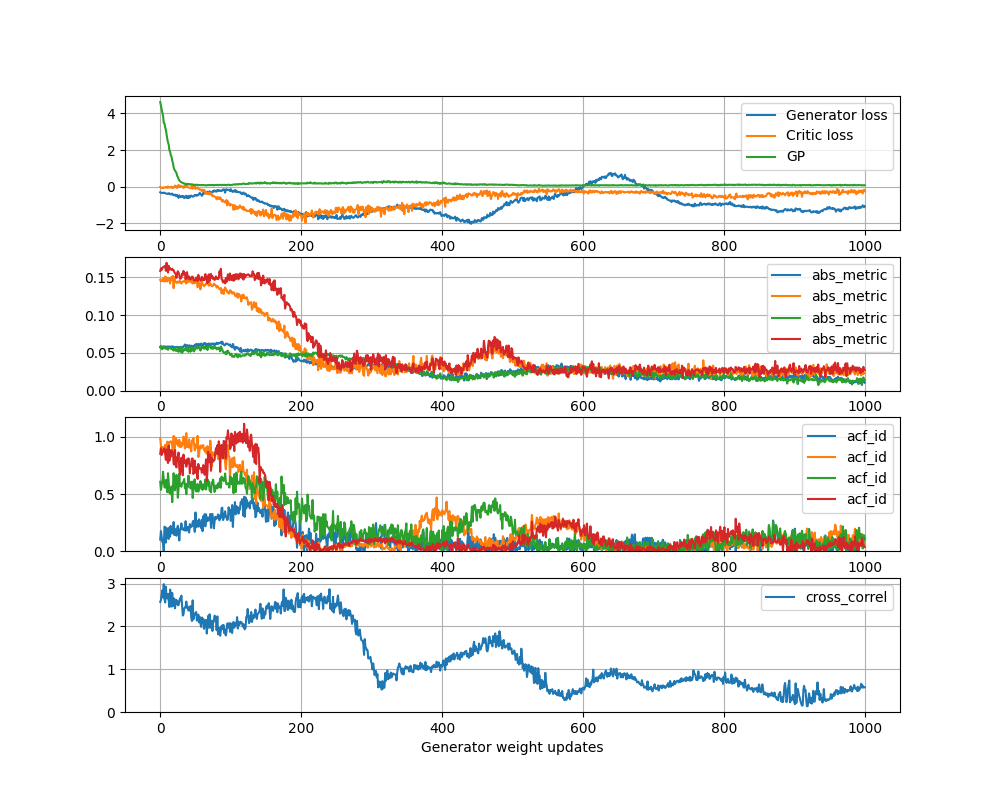 4
2
0
−2
Generator loss
Critic loss
GP
0 200 400 600 800 1000
0.15
0.10
0.05
0.00
abs_metric
abs_metric
abs_metric
abs_metric
0 200 400 600 800 1000
1.0
0.5
0.0
acf_id
acf_id
acf_id
acf_id
0 200 400 600 800 1000
3
2
1
0
cross_correl
0 200 400 600 800 1000
Generator weight updates